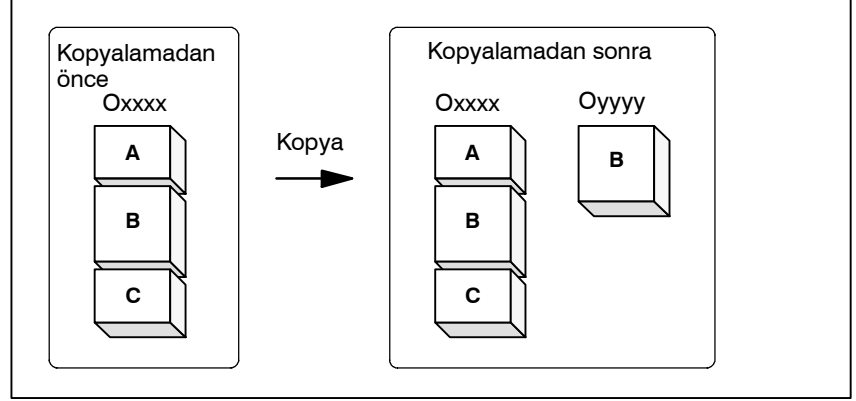 Kopyalamadan
önce
Oxxxx
A
B
C
Kopya
Kopyalamadan sonra
Oxxxx
Oyyyy
A
B
C
B